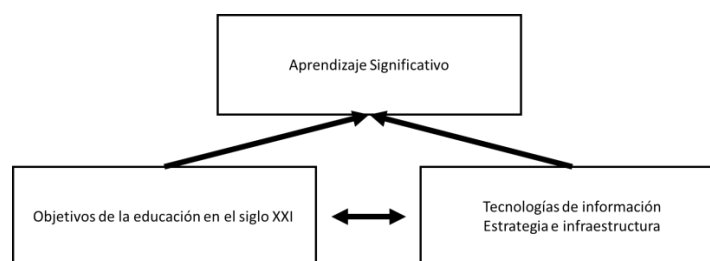 Aprendizaje Significativo
Objetivos de la educación en el siglo XXI
Tecnologías de información
Estrategia e infraestructura